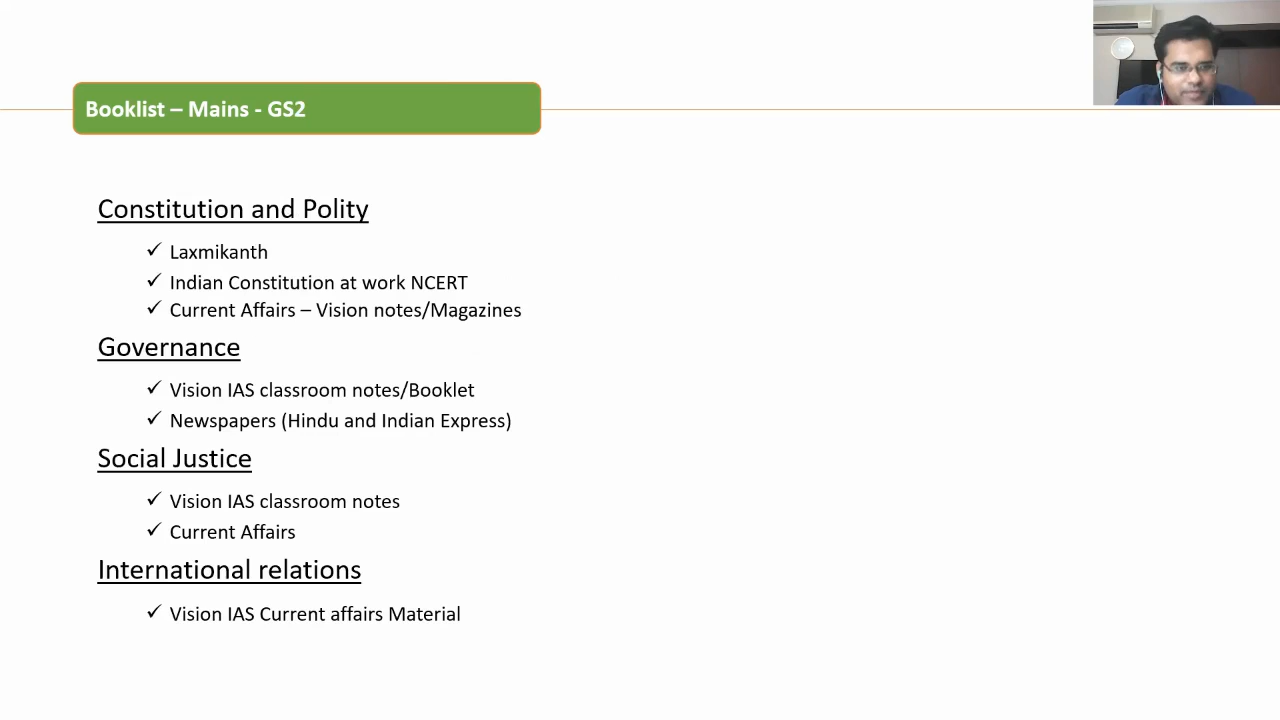 Booklist – Mains - GS2
Constitution and Polity
✓ Laxmikanth
✓ Indian Constitution at work NCERT
✓ Current Affairs – Vision notes/Magazines
Governance
✓ Vision IAS classroom notes/Booklet
✓ Newspapers (Hindu and Indian Express)
Social Justice
✓ Vision IAS classroom notes
✓ Current Affairs
International relations
✓ Vision IAS Current affairs Material